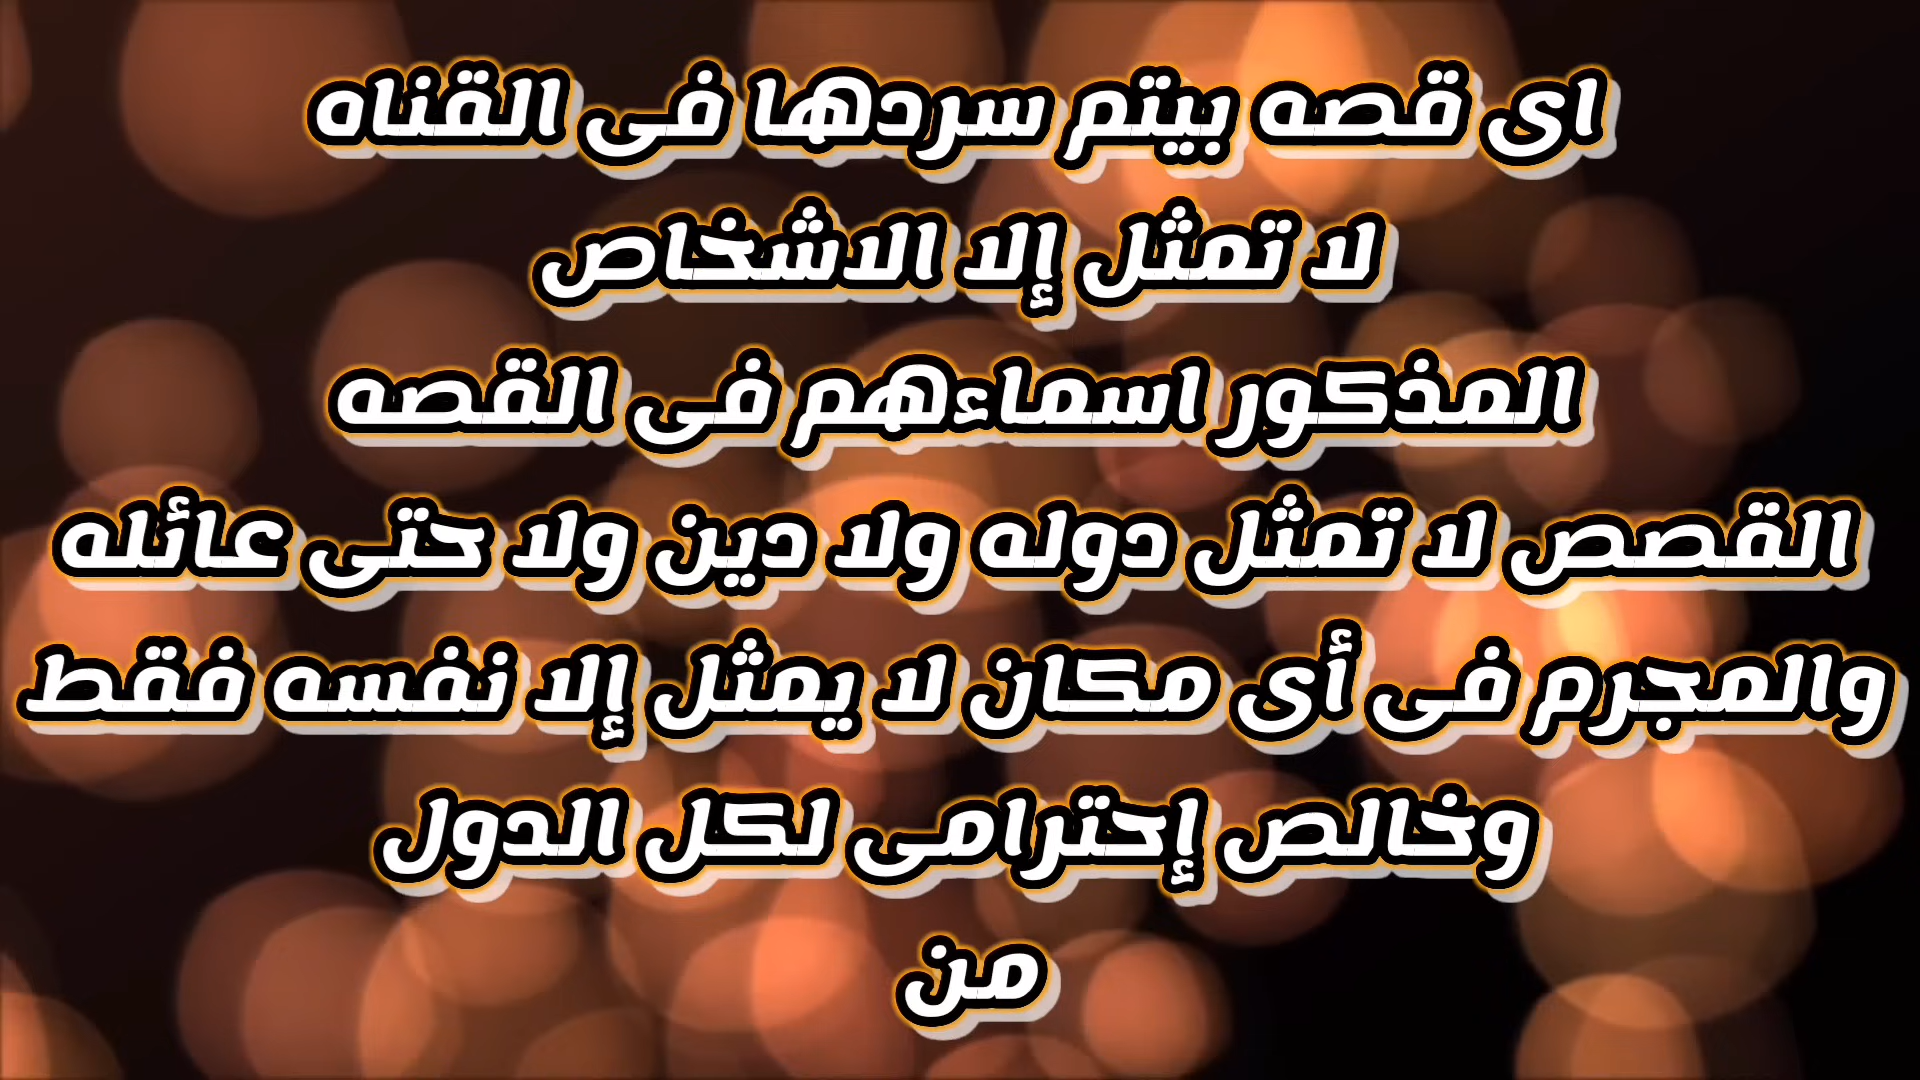 اى قصه بيتم سردها فى القناه
لا تمثل إلا الاشخاص
المذكور اسماءهم فى القصه
القصص لا تمثل دوله ولا دين ولا حتى عائله
والمجرم فى أى مكان لا يمثل إلا نفسه فقط
وخالص إحترامى لكل الدول
من